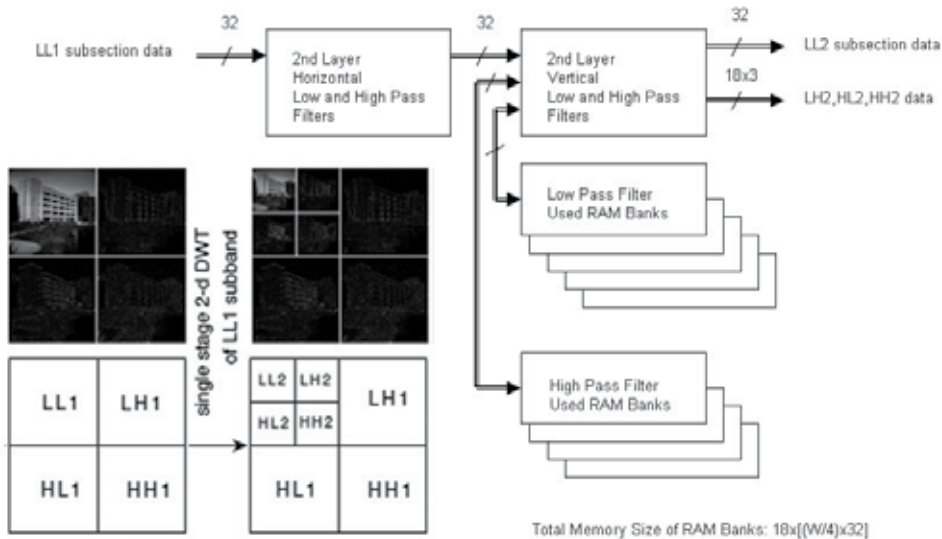 32
32
32
LL1 subsection data
2nd Layer
Horizontal
Low and High Pass
Filters
2nd Layer
Vertical
Low and High Pass
Filters
LL2 subsection data
18x3
LH2,HL2,HH2 data
Low Pass Filter
Used RAM Banks
single stage 2-d DWT
of LL1 subband
LL1
LH1
HL1
HH1
LL2
LH2
HL2
HH2
LH1
HL1
HH1
High Pass Filter
Used RAM Banks
Total Memory Size of RAM Banks: 18x[(W/4)x32]